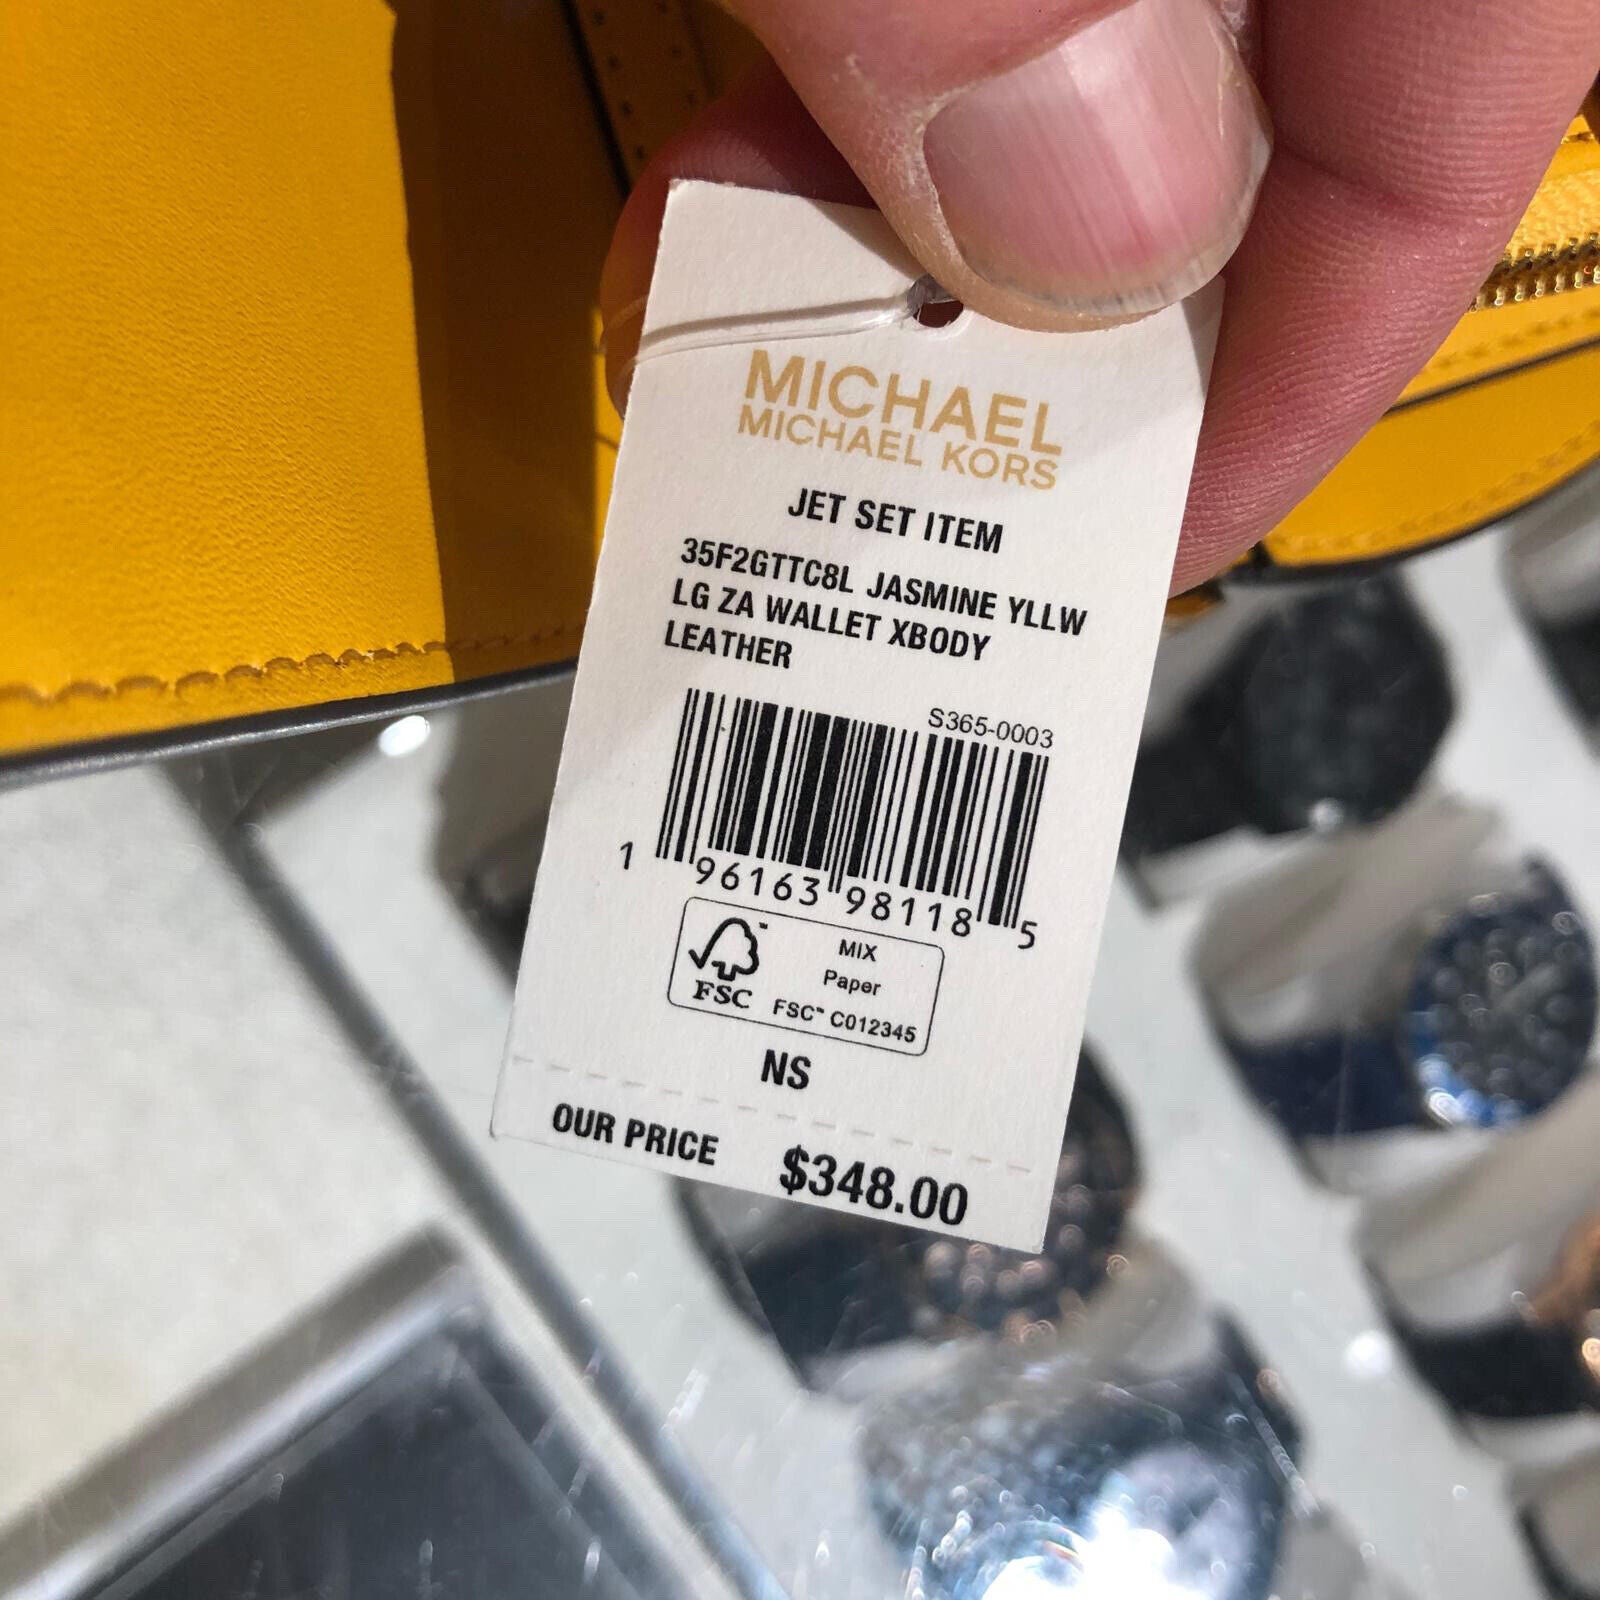 MICHAEL
MICHAEL KORS
JET SET ITEM
35F2GTTC8L JASMINE YLLW
LG ZA WALLET XBODY
LEATHER
S365-0003
1 96163 98118 5
MIX
Paper
FSC™ C012345
FSC
NS
OUR PRICE $348.00